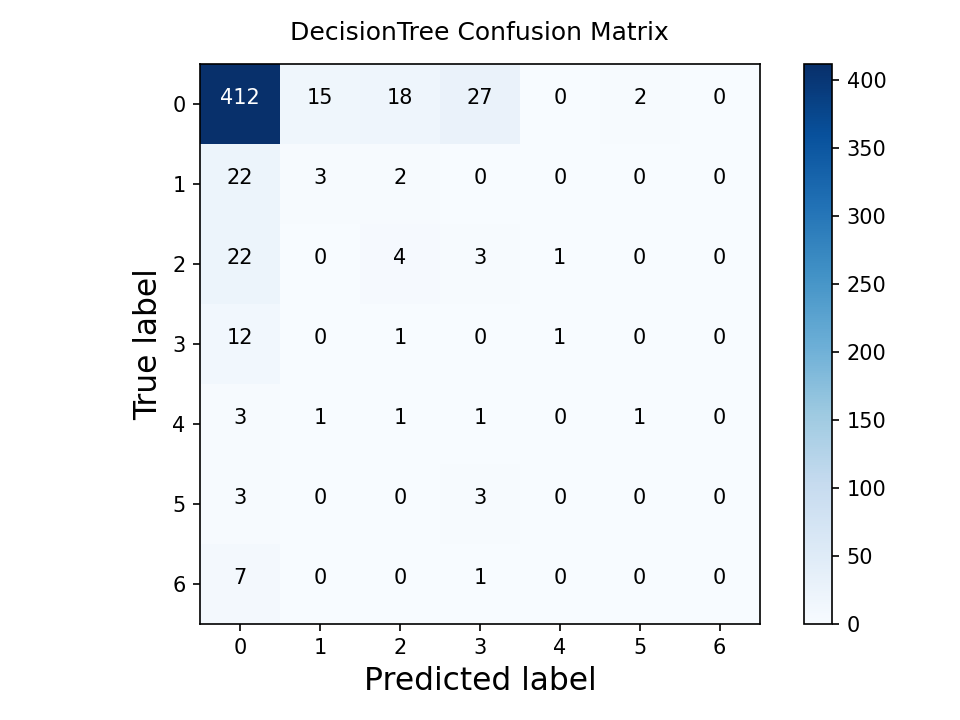 DecisionTree Confusion Matrix
True label
0 412 15 18 27 0 2 0
1 22 3 2 0 0 0 0
2 22 0 4 3 1 0 0
3 12 0 1 0 1 0 0
4 3 1 1 1 0 1 0
5 3 0 0 3 0 0 0
6 7 0 0 1 0 0 0
0 1 2 3 4 5 6
Predicted label
400
350
300
250
200
150
100
50
0